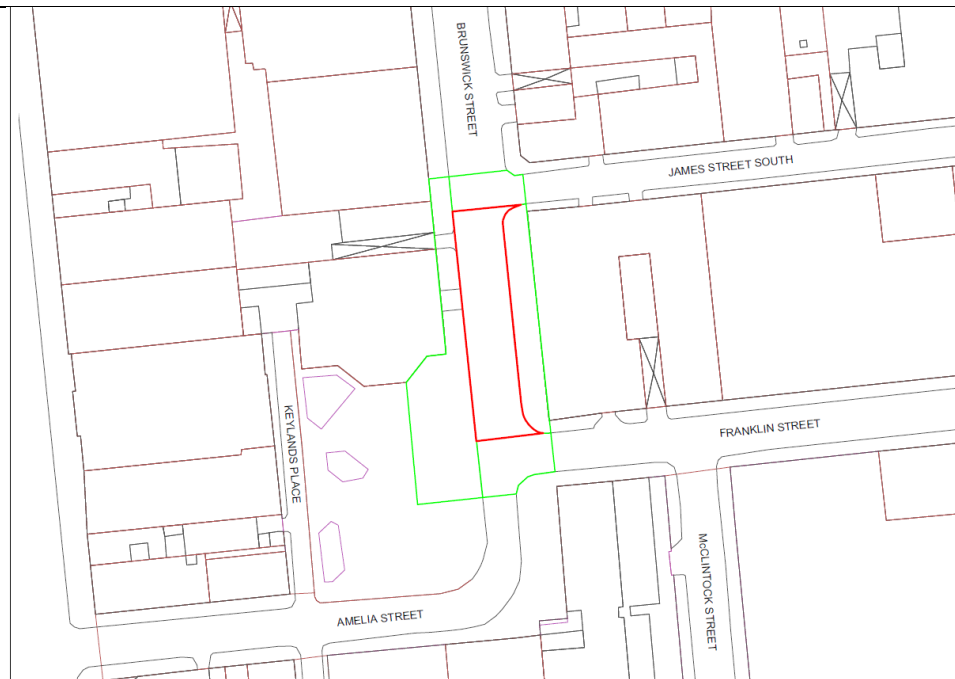 BRUNSWICK STREET
JAMES STREET SOUTH
KEYLANDS PLACE
FRANKLIN STREET
AMELIA STREET
McCLINTOCK STREET